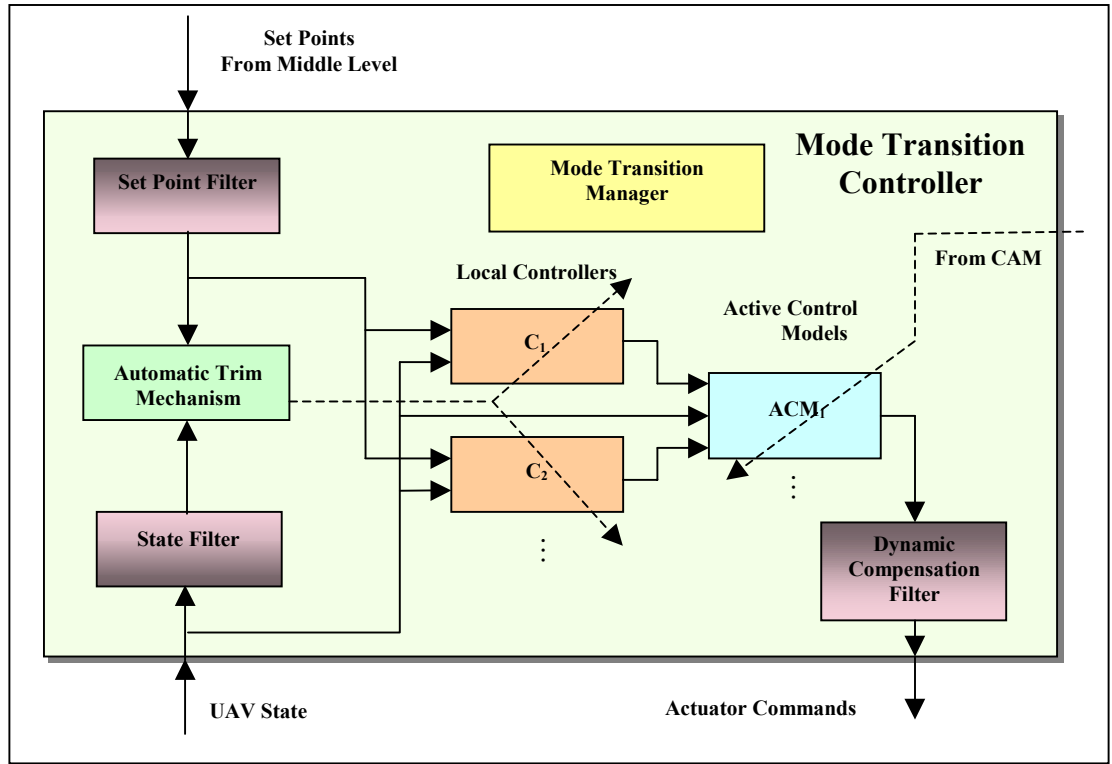 Set Points
From Middle Level
Mode Transition
Controller
Set Point Filter
Mode Transition
Manager
From CAM
Local Controllers
Active Control
Models
C₁
Automatic Trim
Mechanism
ACM₁
C₂
State Filter
Dynamic
Compensation
Filter
UAV State
Actuator Commands